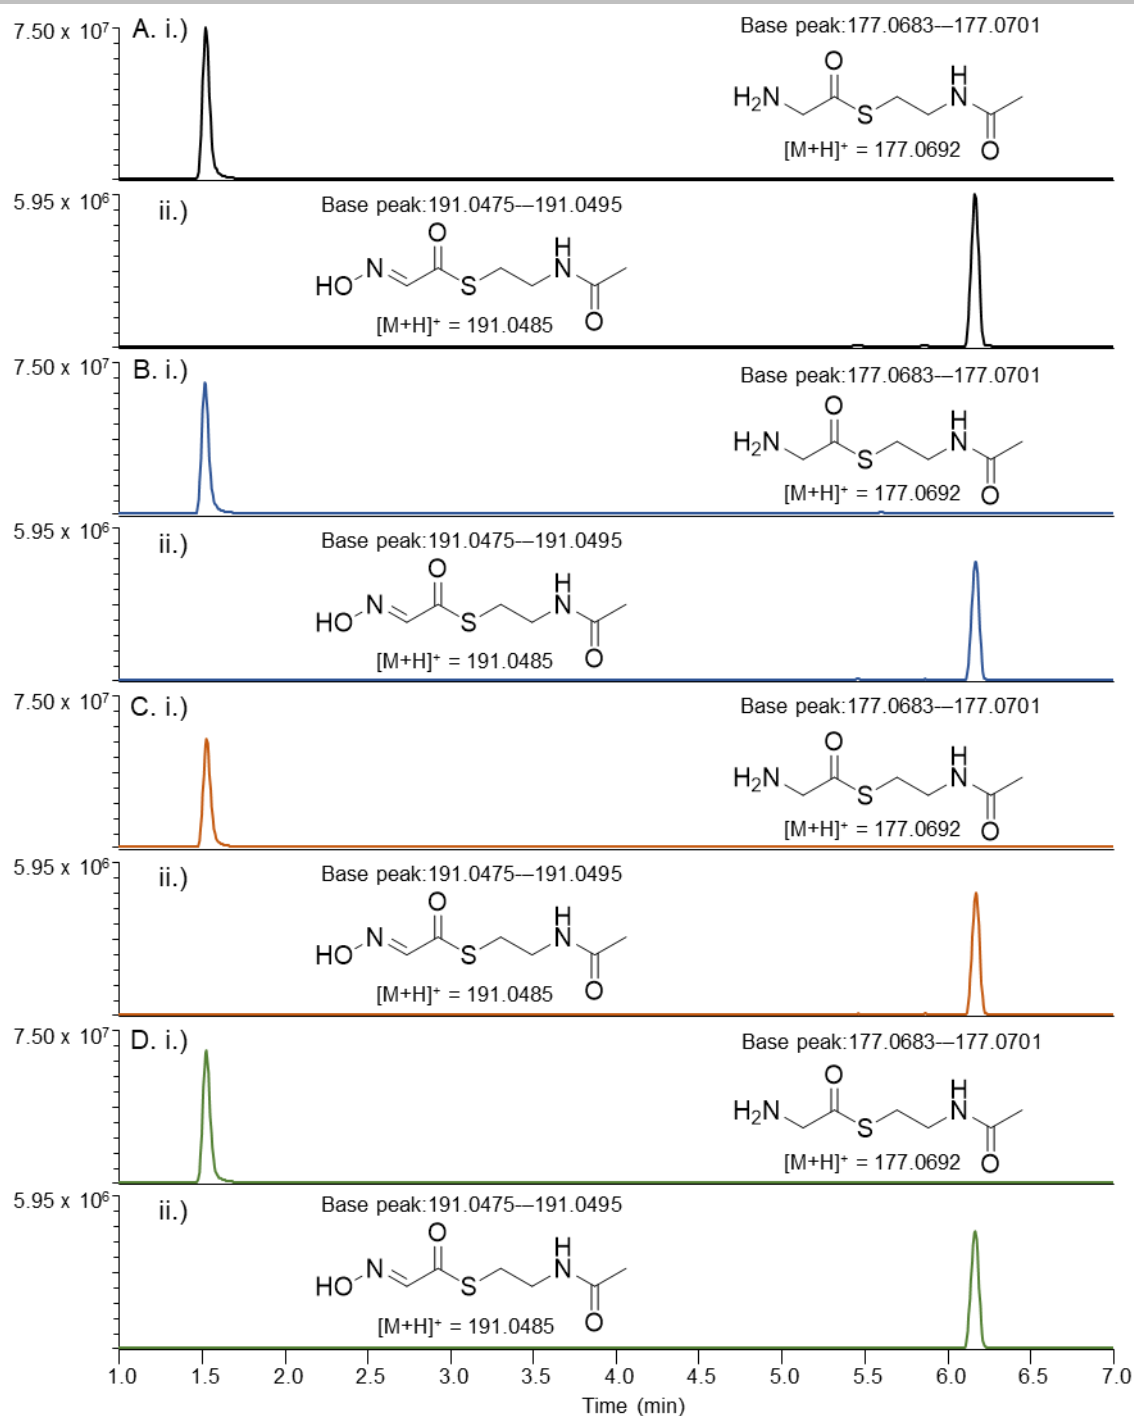 7.50 x 10⁷
A. i.)
Base peak:177.0683-–177.0701
O
H
H₂N
S
N
O
[M+H]⁺ = 177.0692
5.95 x 10⁶
ii.)
Base peak:191.0475-–191.0495
O
H
HO
N
S
N
O
[M+H]⁺ = 191.0485
7.50 x 10⁷
B. i.)
Base peak:177.0683-–177.0701
O
H
H₂N
S
N
O
[M+H]⁺ = 177.0692
5.95 x 10⁶
ii.)
Base peak:191.0475-–191.0495
O
H
HO
N
S
N
O
[M+H]⁺ = 191.0485
7.50 x 10⁷
C. i.)
Base peak:177.0683-–177.0701
O
H
H₂N
S
N
O
[M+H]⁺ = 177.0692
5.95 x 10⁶
ii.)
Base peak:191.0475-–191.0495
O
H
HO
N
S
N
O
[M+H]⁺ = 191.0485
7.50 x 10⁷
D. i.)
Base peak:177.0683-–177.0701
O
H
H₂N
S
N
O
[M+H]⁺ = 177.0692
5.95 x 10⁶
ii.)
Base peak:191.0475-–191.0495
O
H
HO
N
S
N
O
[M+H]⁺ = 191.0485
1.0 1.5 2.0 2.5 3.0 3.5 4.0 4.5 5.0 5.5 6.0 6.5 7.0
Time (min)